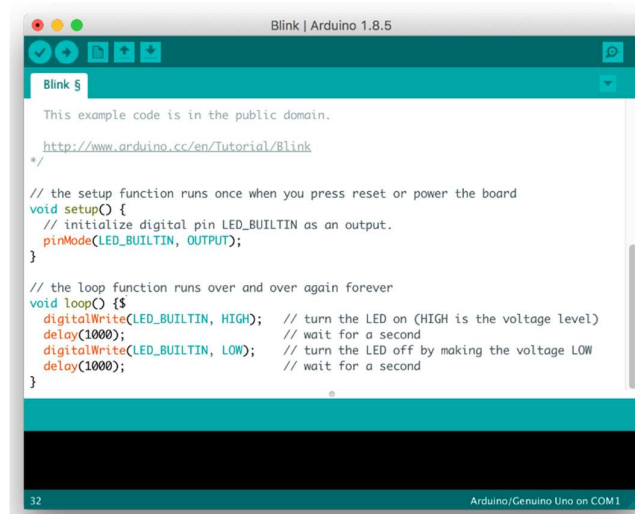 Blink | Arduino 1.8.5
Blink §
This example code is in the public domain.
http://www.arduino.cc/en/Tutorial/Blink
*/
// the setup function runs once when you press reset or power the board
void setup() {
  // initialize digital pin LED_BUILTIN as an output.
  pinMode(LED_BUILTIN, OUTPUT);
}
// the loop function runs over and over again forever
void loop() {$
  digitalWrite(LED_BUILTIN, HIGH);   // turn the LED on (HIGH is the voltage level)
  delay(1000);                       // wait for a second
  digitalWrite(LED_BUILTIN, LOW);    // turn the LED off by making the voltage LOW
  delay(1000);                       // wait for a second
}
32 Arduino/Genuino Uno on COM1